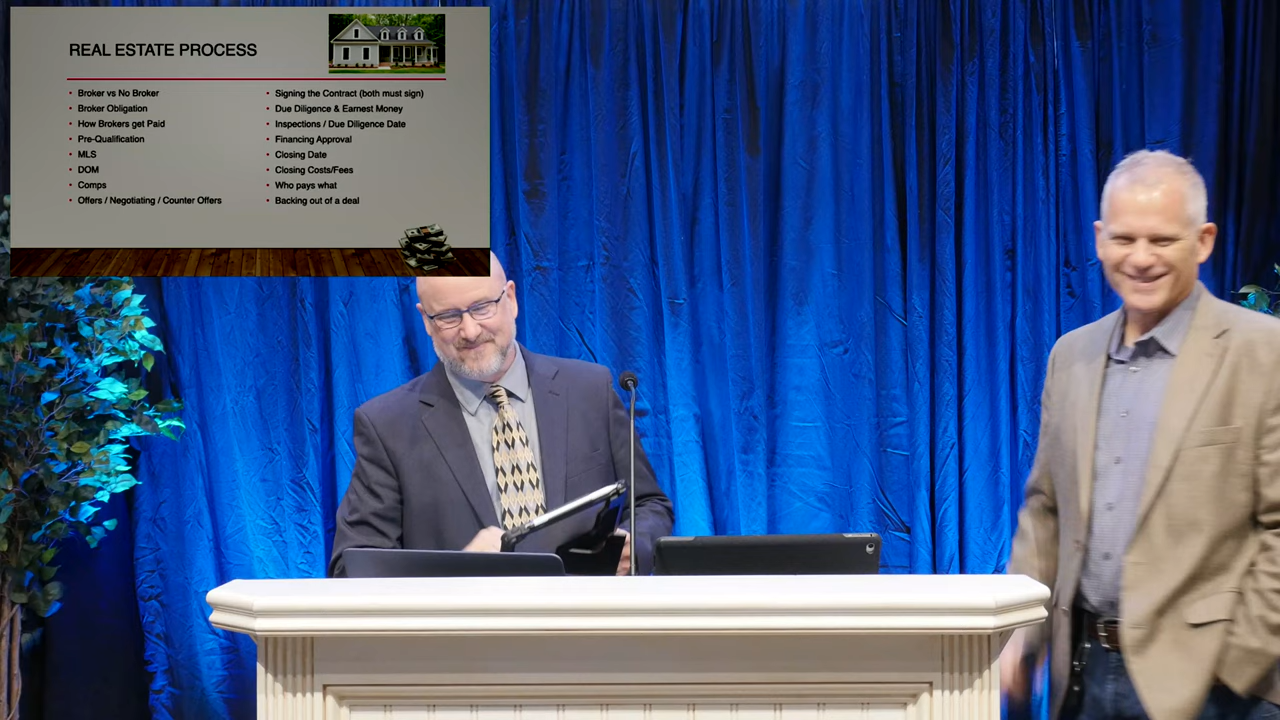 REAL ESTATE PROCESS
• Broker vs No Broker
• Broker Obligation
• How Brokers get Paid
• Pre-Qualification
• MLS
• DOM
• Comps
• Offers / Negotiating / Counter Offers
• Signing the Contract (both must sign)
• Due Diligence & Earnest Money
• Inspections / Due Diligence Date
• Financing Approval
• Closing Date
• Closing Costs/Fees
• Who pays what
• Backing out of a deal